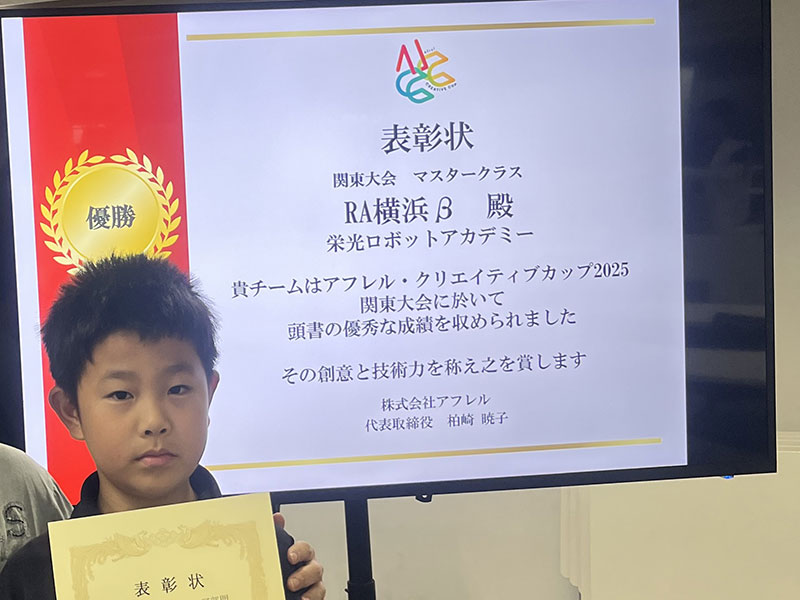 優勝
表彰状
関東大会 マスタークラス
RA横浜β 殿
栄光ロボットアカデミー
貴チームはアフレル・クリエイティブカップ2025
関東大会に於いて
頭書の優秀な成績を収められました
その創意と技術力を称え之を賞します
株式会社アフレル
代表取締役 柏崎 暁子
表彰状